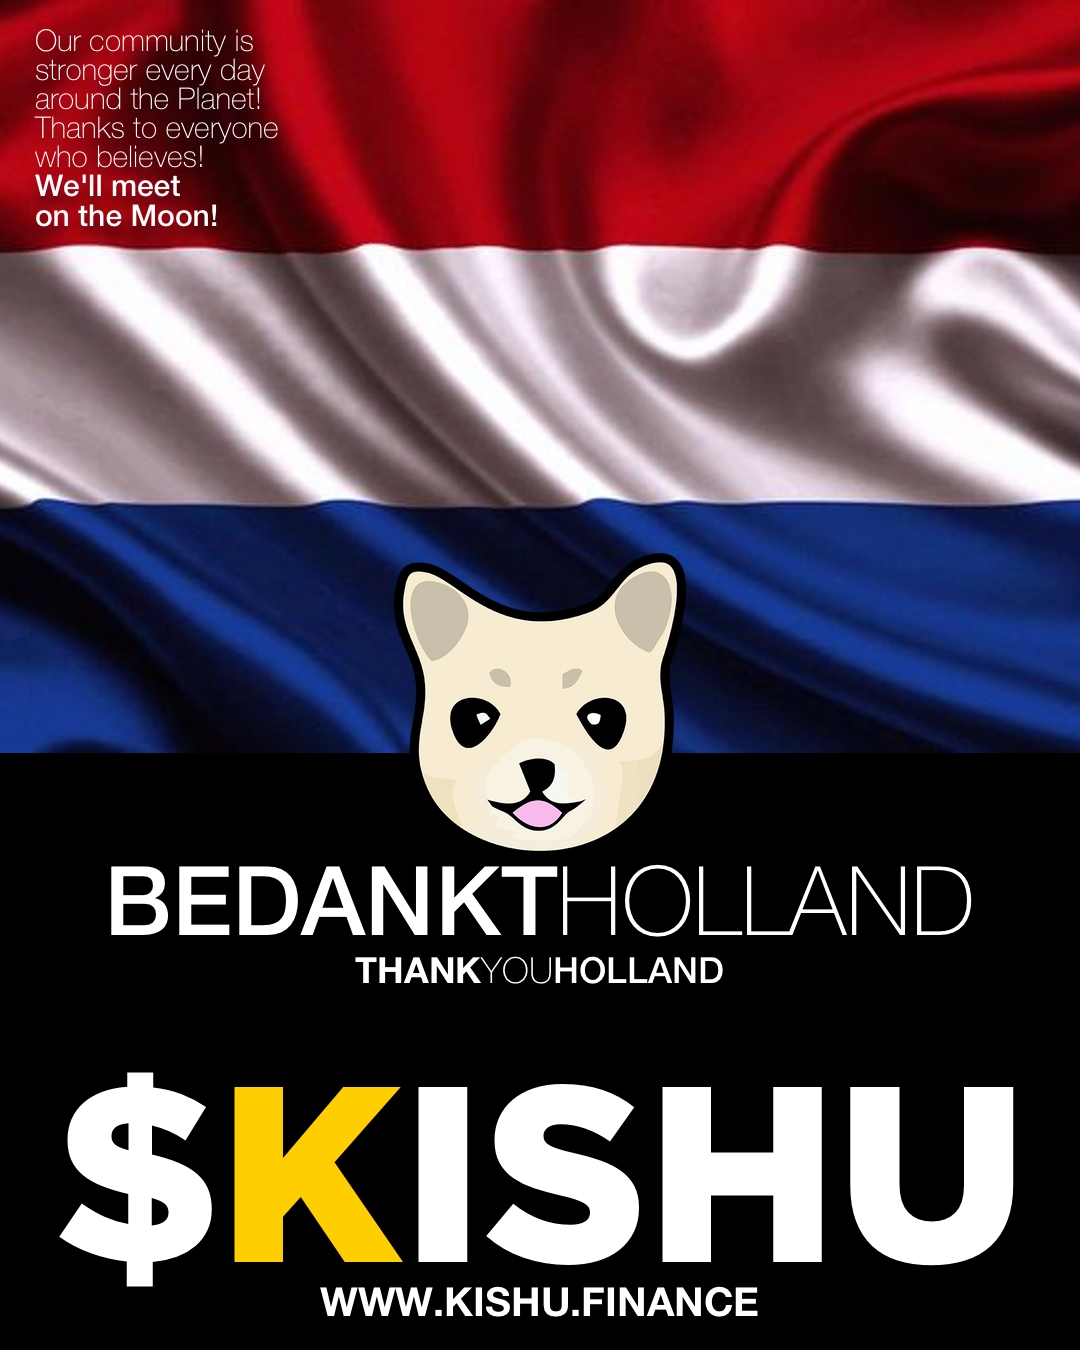 Our community is
stronger every day
around the Planet!
Thanks to everyone
who believes!
We'll meet
on the Moon!
BEDANKTHOLLAND
THANKYOUHOLLAND
$KISHU
WWW.KISHU.FINANCE